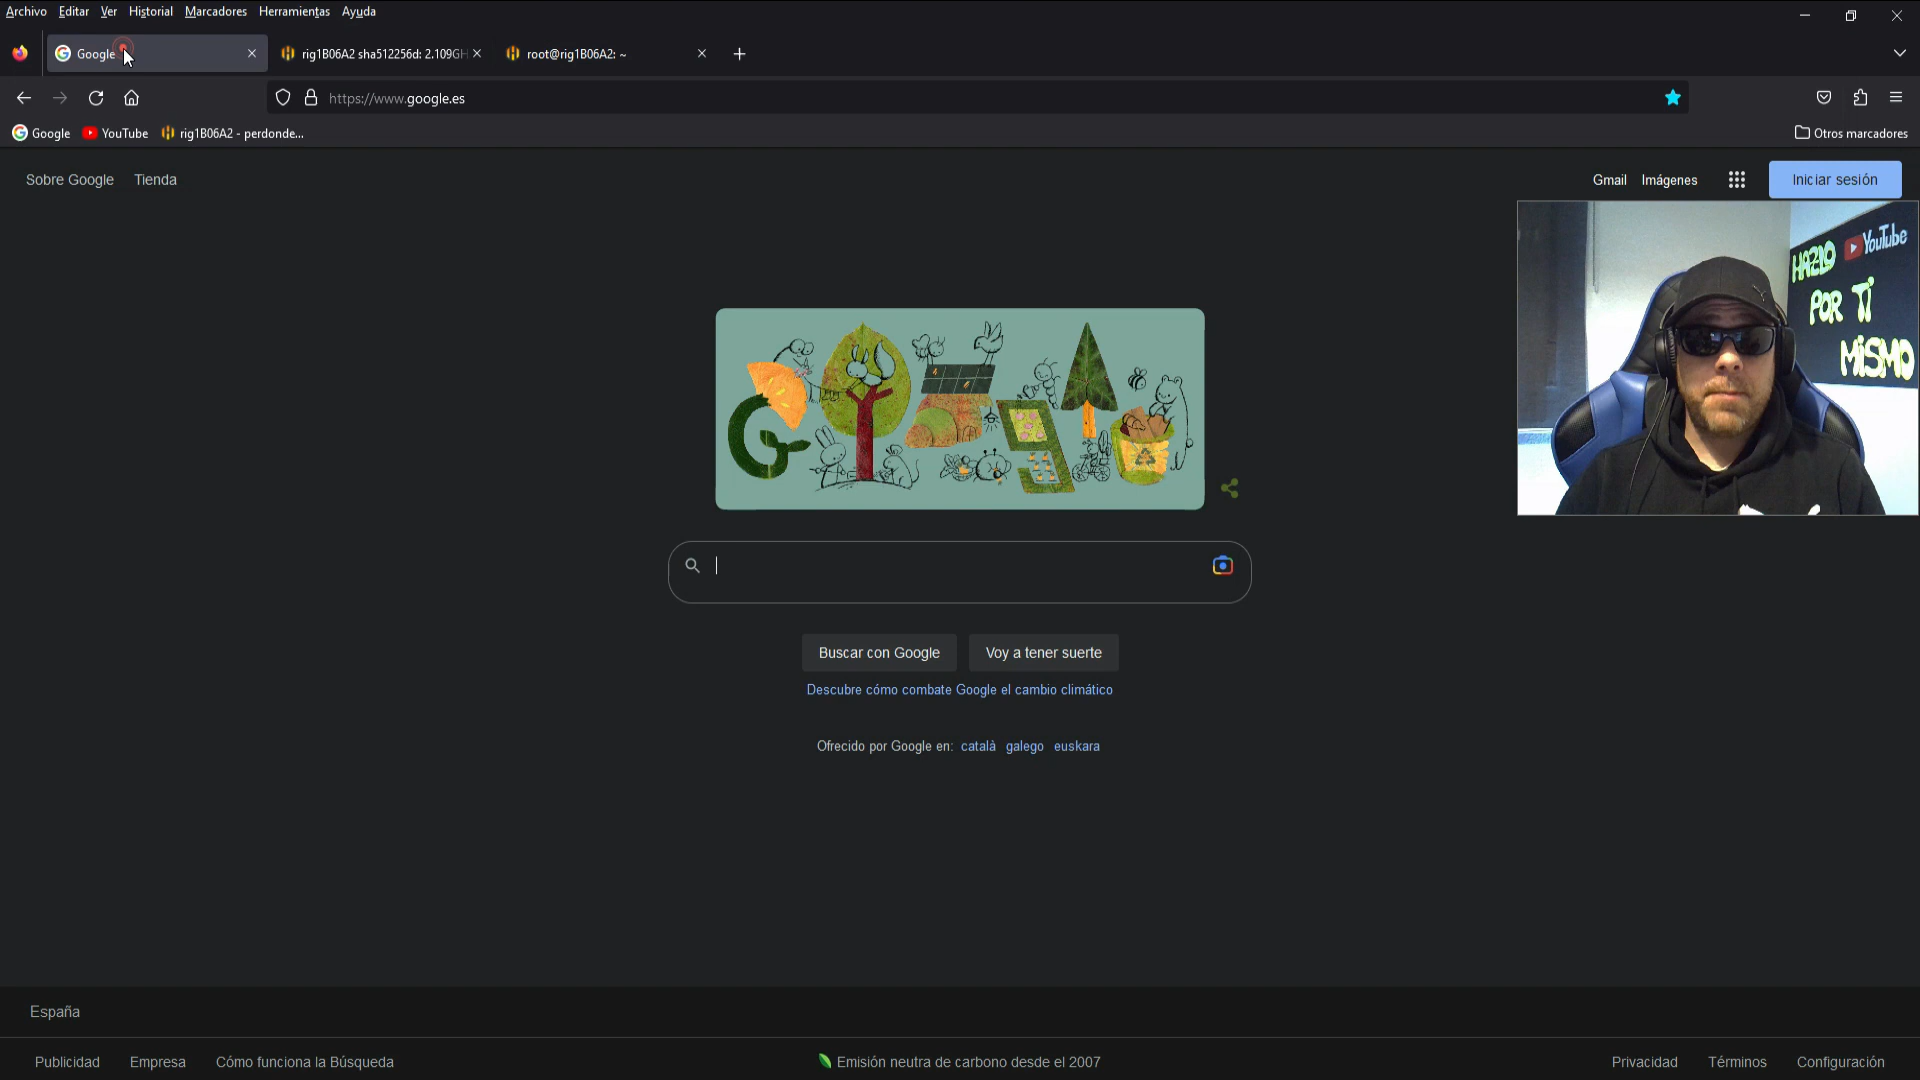 Archivo Editar Ver Historial Marcadores Herramientas Ayuda
Google
rig1B06A2 sha512256d: 2.109GH
root@rig1B06A2: ~
https://www.google.es
Google YouTube rig1B06A2 - perdonde...
Otros marcadores
Sobre Google Tienda
Gmail Imágenes Iniciar sesión
HAZLO YouTube
POR TI
MISMO
Buscar con Google Voy a tener suerte
Descubre cómo combate Google el cambio climático
Ofrecido por Google en: català galego euskara
España
Publicidad Empresa Cómo funciona la Búsqueda
Emisión neutra de carbono desde el 2007
Privacidad Términos Configuración